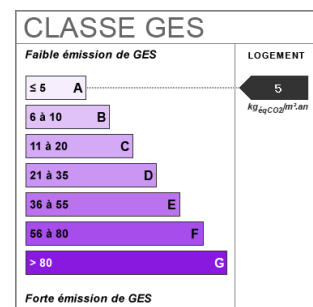 CLASSE GES
Faible émission de GES
LOGEMENT
≤ 5 A
5
kgéqCO2/m².an
6 à 10 B
11 à 20 C
21 à 35 D
36 à 55 E
56 à 80 F
> 80 G
Forte émission de GES